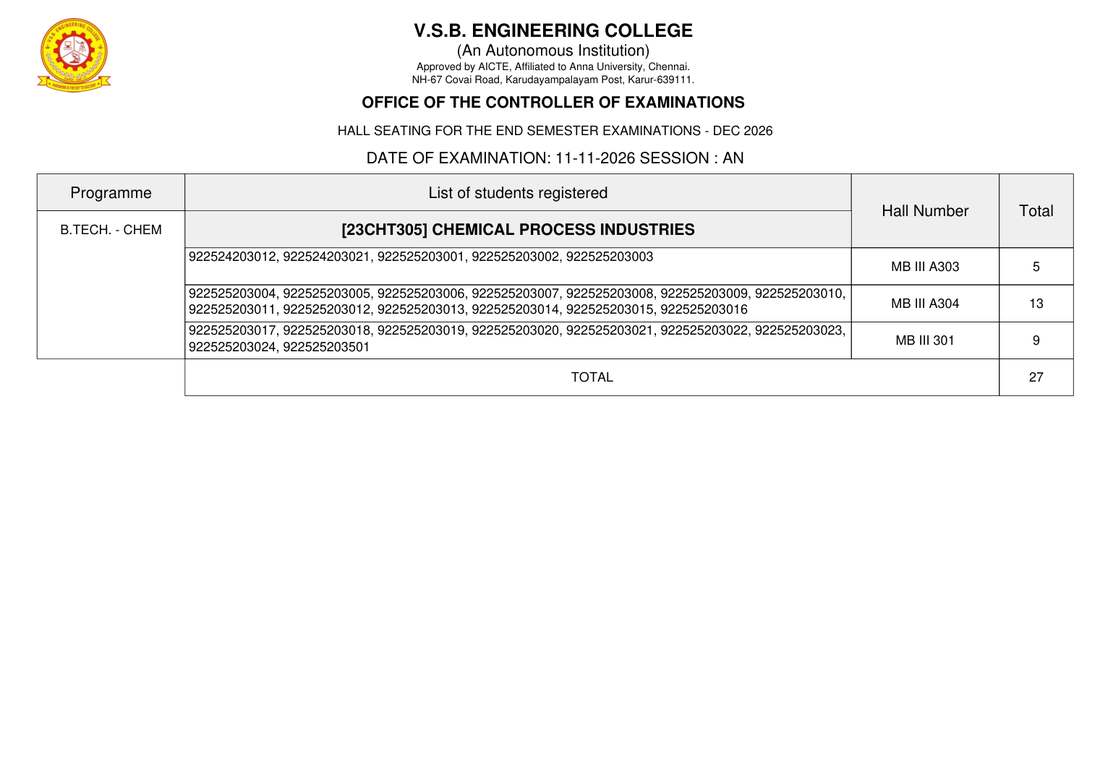 V.S.B. ENGINEERING COLLEGE
(An Autonomous Institution)
Approved by AICTE, Affiliated to Anna University, Chennai.
NH-67 Covai Road, Karudayampalayam Post, Karur-639111.
OFFICE OF THE CONTROLLER OF EXAMINATIONS
HALL SEATING FOR THE END SEMESTER EXAMINATIONS - DEC 2026
DATE OF EXAMINATION: 11-11-2026 SESSION : AN
Programme List of students registered Hall Number Total
B.TECH. - CHEM [23CHT305] CHEMICAL PROCESS INDUSTRIES
922524203012, 922524203021, 922525203001, 922525203002, 922525203003 MB III A303 5
922525203004, 922525203005, 922525203006, 922525203007, 922525203008, 922525203009, 922525203010,
922525203011, 922525203012, 922525203013, 922525203014, 922525203015, 922525203016 MB III A304 13
922525203017, 922525203018, 922525203019, 922525203020, 922525203021, 922525203022, 922525203023,
922525203024, 922525203501 MB III 301 9
TOTAL 27